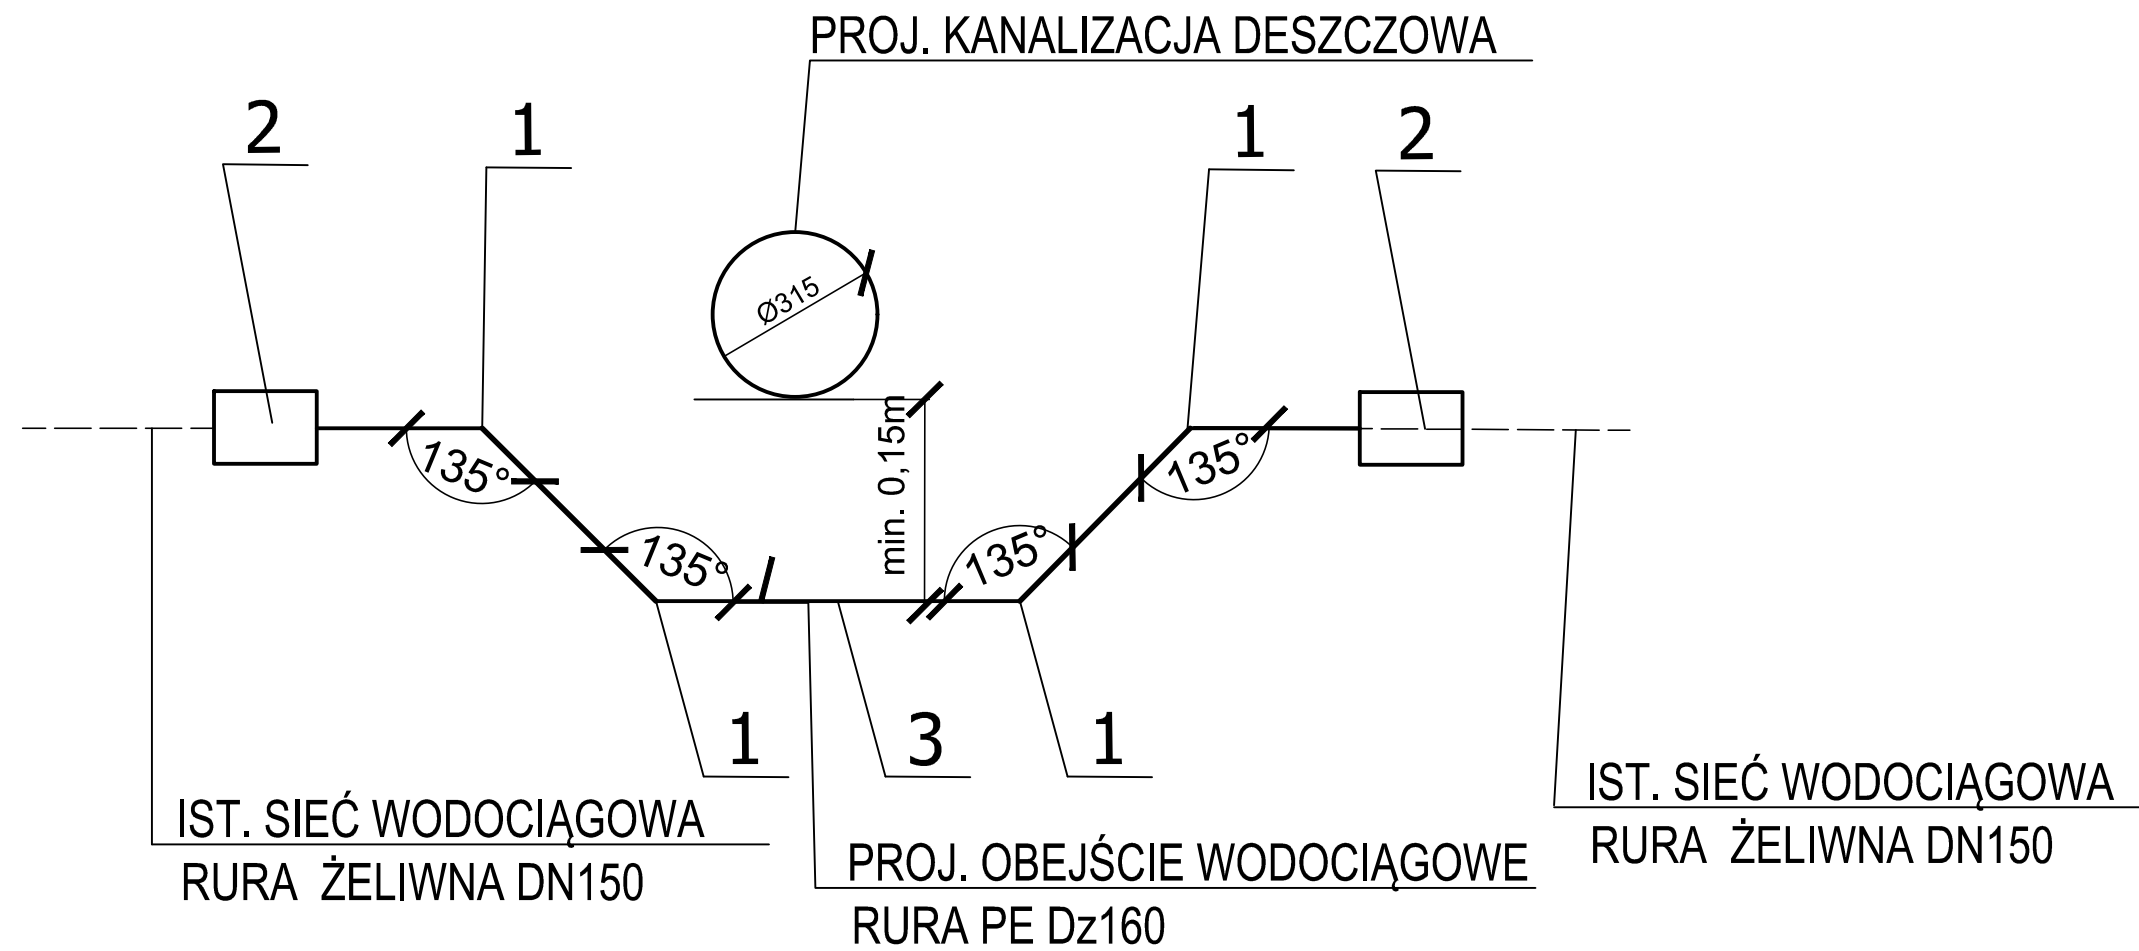 PROJ. KANALIZACJA DESZCZOWA
2
1
1
2
Ø315
min. 0,15m
135°
135°
135°
135°
1
3
1
IST. SIEĆ WODOCIĄGOWA
RURA ŻELIWNA DN150
PROJ. OBEJŚCIE WODOCIĄGOWE
RURA PE Dz160
IST. SIEĆ WODOCIĄGOWA
RURA ŻELIWNA DN150